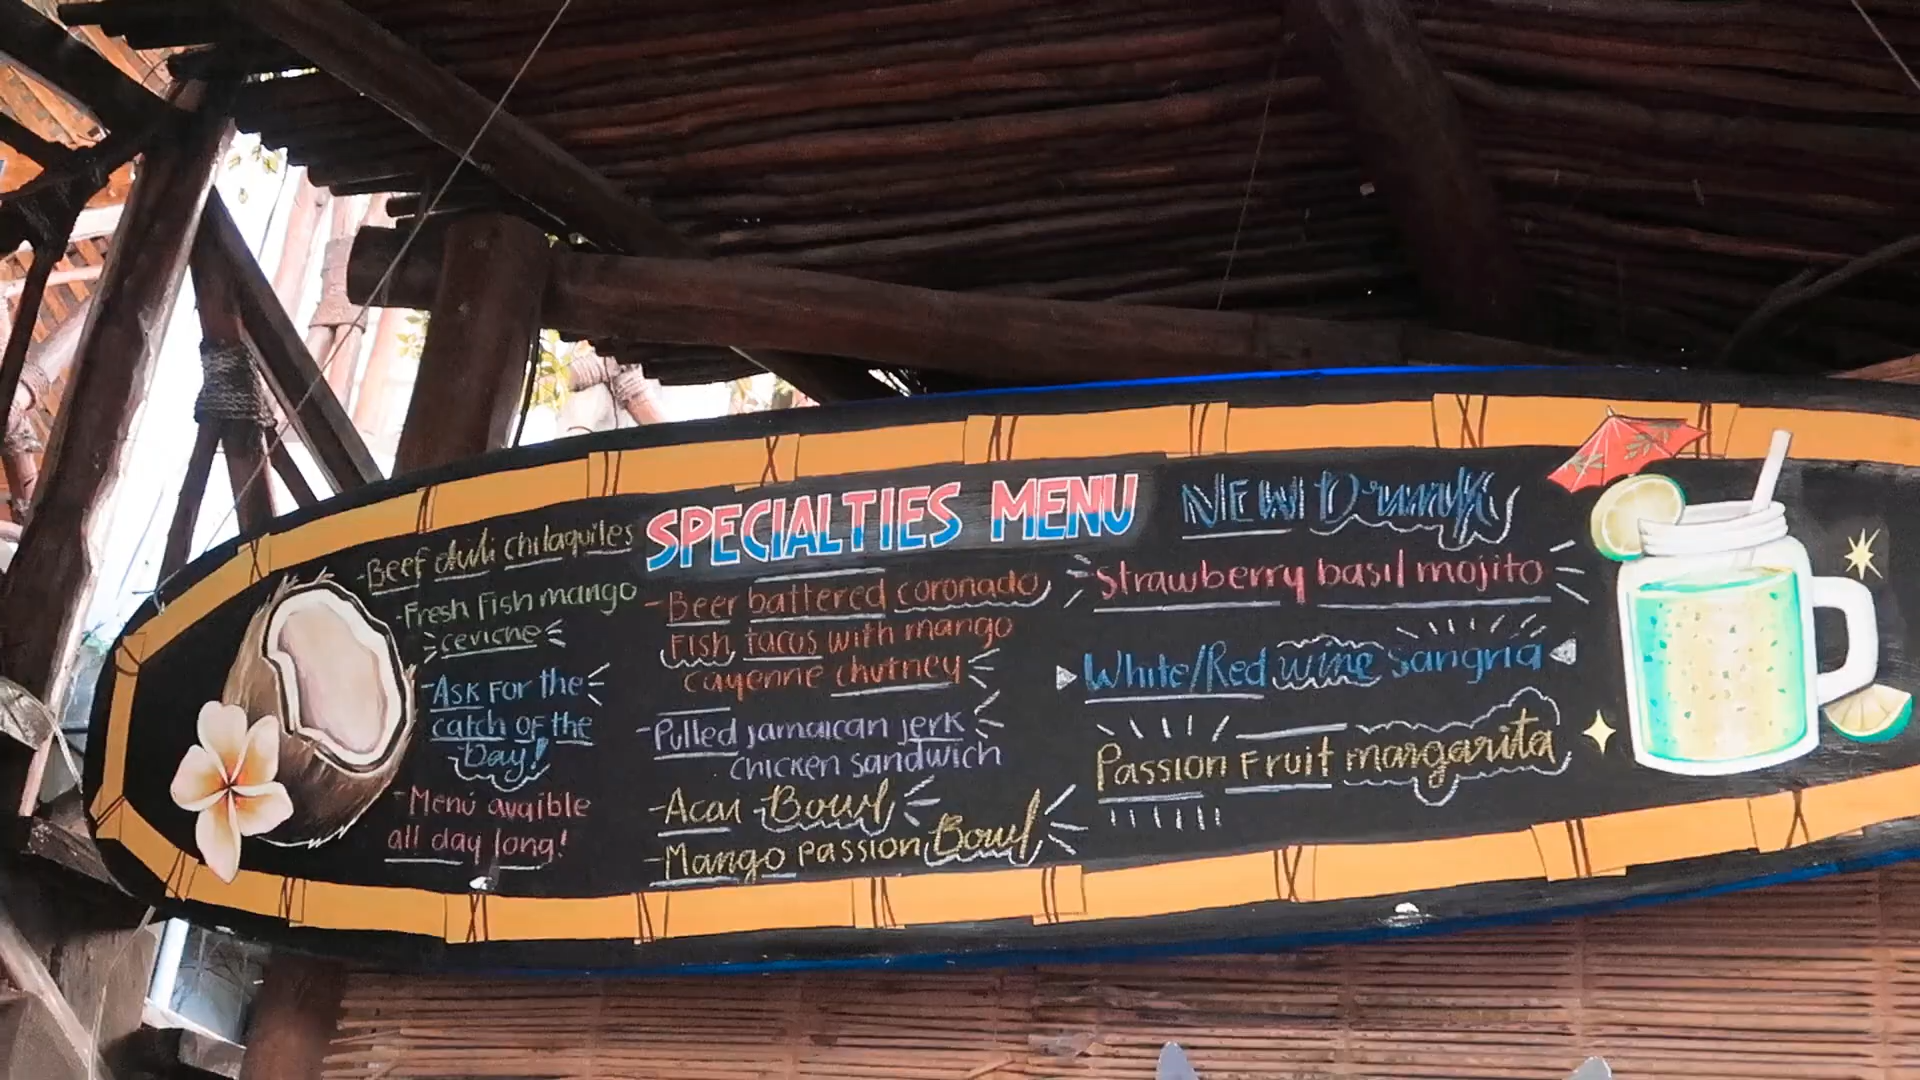 SPECIALTIES MENU
-Beef chili chilaquiles
-Fresh Fish mango
ceviche
-Ask for the
catch of the
Day!
-Menú avaible
all day long!
-Beer battered coronado
Fish tacos with mango
cayenne chutney
-Pulled jamaican jerk
chicken sandwich
-Acai Bowl
-Mango passion Bowl
NEW Drinks
Strawberry basil mojito
White/Red wine sangria
Passion Fruit margarita